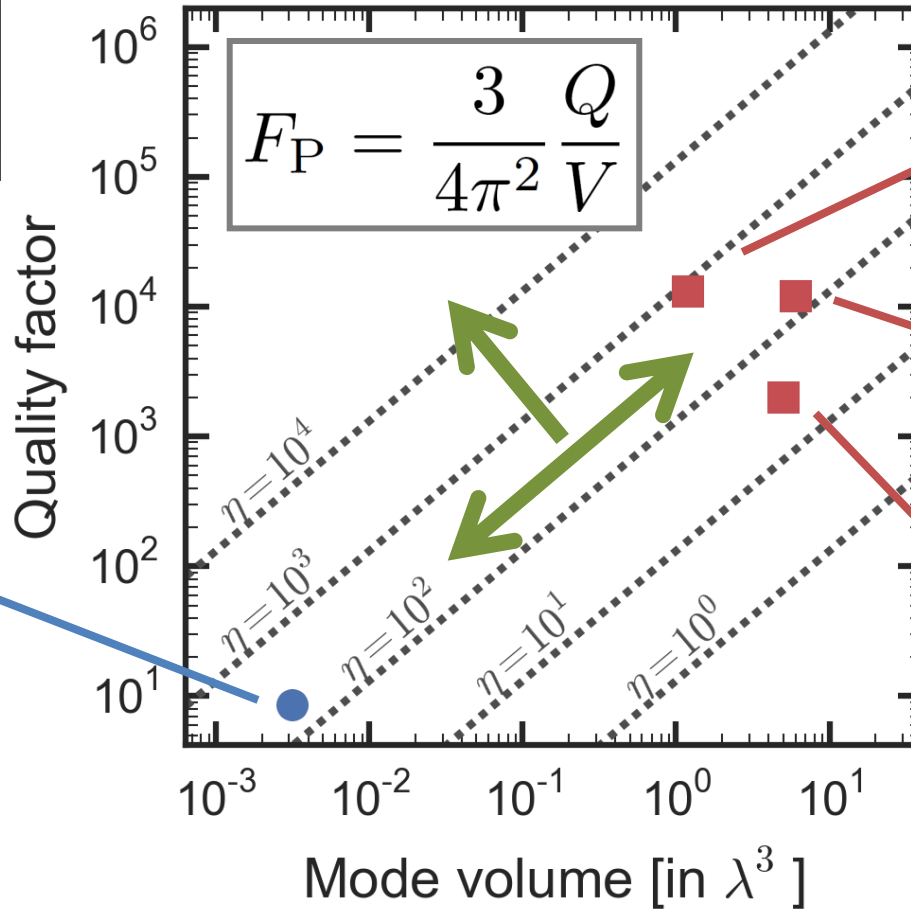 10^6
F_P = 3/4π^2 Q/V
10^5
10^4
10^3
10^2
10^1
Quality factor
η=10^4
η=10^3
η=10^2
η=10^1
η=10^0
10^-3 10^-2 10^-1 10^0 10^1
Mode volume [in λ^3 ]